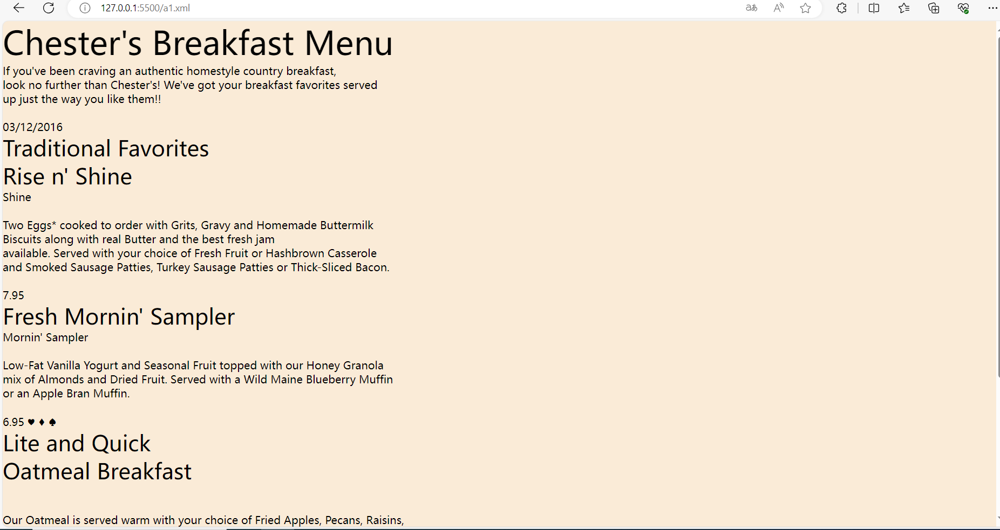 127.0.0.1:5500/a1.xml
Chester's Breakfast Menu
If you've been craving an authentic homestyle country breakfast,
look no further than Chester's! We've got your breakfast favorites served
up just the way you like them!!
03/12/2016
Traditional Favorites
Rise n' Shine
Shine
Two Eggs* cooked to order with Grits, Gravy and Homemade Buttermilk
Biscuits along with real Butter and the best fresh jam
available. Served with your choice of Fresh Fruit or Hashbrown Casserole
and Smoked Sausage Patties, Turkey Sausage Patties or Thick-Sliced Bacon.
7.95
Fresh Mornin' Sampler
Mornin' Sampler
Low-Fat Vanilla Yogurt and Seasonal Fruit topped with our Honey Granola
mix of Almonds and Dried Fruit. Served with a Wild Maine Blueberry Muffin
or an Apple Bran Muffin.
6.95 ♥ ♦ ♠
Lite and Quick
Oatmeal Breakfast
Our Oatmeal is served warm with your choice of Fried Apples, Pecans, Raisins,